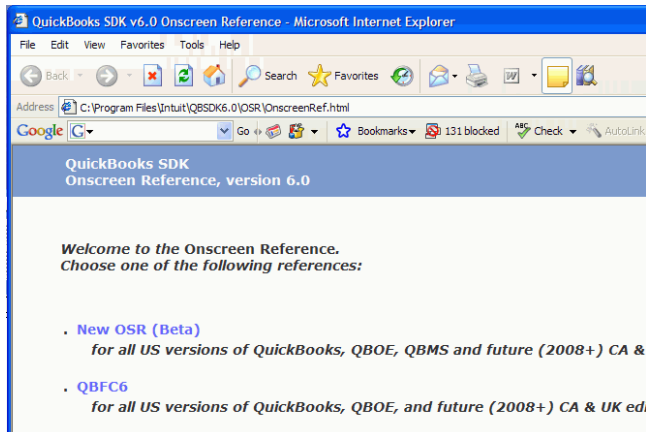 QuickBooks SDK v6.0 Onscreen Reference - Microsoft Internet Explorer
File Edit View Favorites Tools Help
Back Search Favorites
Address C:\Program Files\Intuit\QBSDK6.0\OSR\OnscreenRef.html
Google G Go Bookmarks 131 blocked ABC Check AutoLink
QuickBooks SDK
Onscreen Reference, version 6.0
Welcome to the Onscreen Reference.
Choose one of the following references:
. New OSR (Beta)
for all US versions of QuickBooks, QBOE, QBMS and future (2008+) CA &
. QBFC6
for all US versions of QuickBooks, QBOE, and future (2008+) CA & UK edi